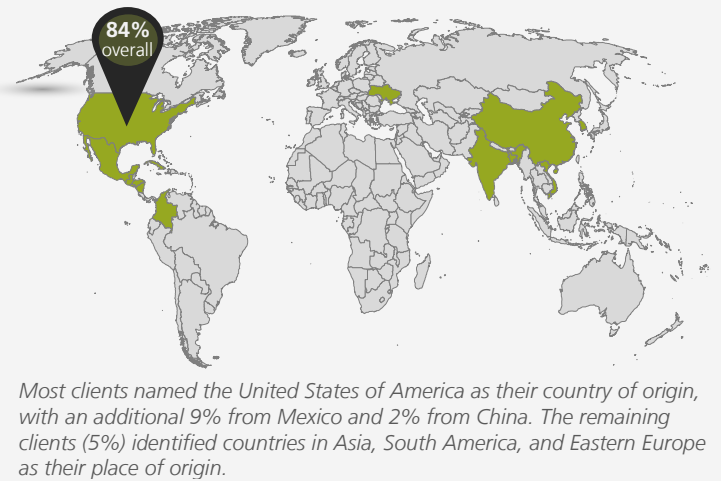 84%
overall
Most clients named the United States of America as their country of origin,
with an additional 9% from Mexico and 2% from China. The remaining
clients (5%) identified countries in Asia, South America, and Eastern Europe
as their place of origin.